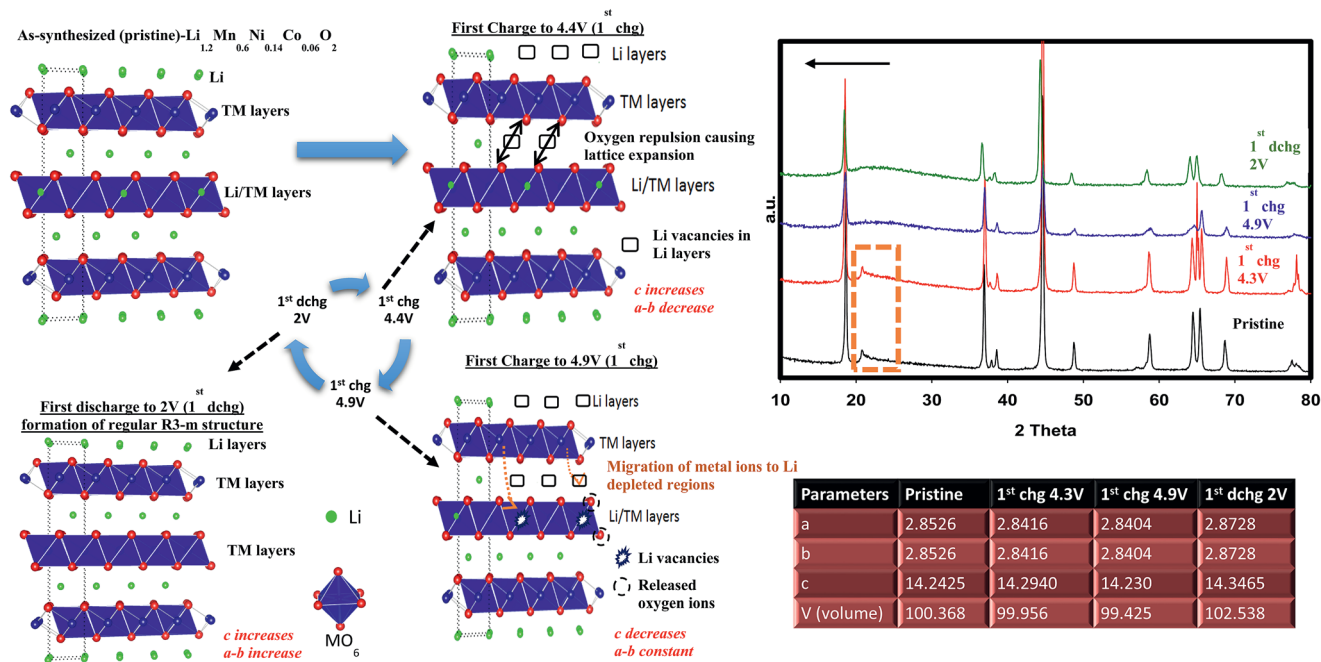 As-synthesized (pristine)-Li1.2Mn0.6Ni0.14Co0.06O2
Li
TM layers
Li/TM layers
First Charge to 4.4V (1st chg)
Li layers
TM layers
Oxygen repulsion causing
lattice expansion
Li/TM layers
Li vacancies in
Li layers
c increases
a-b decrease
1st dchg
2V
1st chg
4.4V
1st chg
4.9V
First discharge to 2V (1st dchg)
formation of regular R3-m structure
Li layers
TM layers
TM layers
c increases
a-b increase
Li
MO6
First Charge to 4.9V (1st chg)
Li layers
TM layers
Migration of metal ions to Li
depleted regions
Li/TM layers
Li vacancies
Released
oxygen ions
c decreases
a-b constant
a.u.
1st dchg
2V
1st chg
4.9V
1st chg
4.3V
Pristine
10 20 30 40 50 60 70 80
2 Theta
Parameters Pristine 1st chg 4.3V 1st chg 4.9V 1st dchg 2V
a 2.8526 2.8416 2.8404 2.8728
b 2.8526 2.8416 2.8404 2.8728
c 14.2425 14.2940 14.230 14.3465
V (volume) 100.368 99.956 99.425 102.538